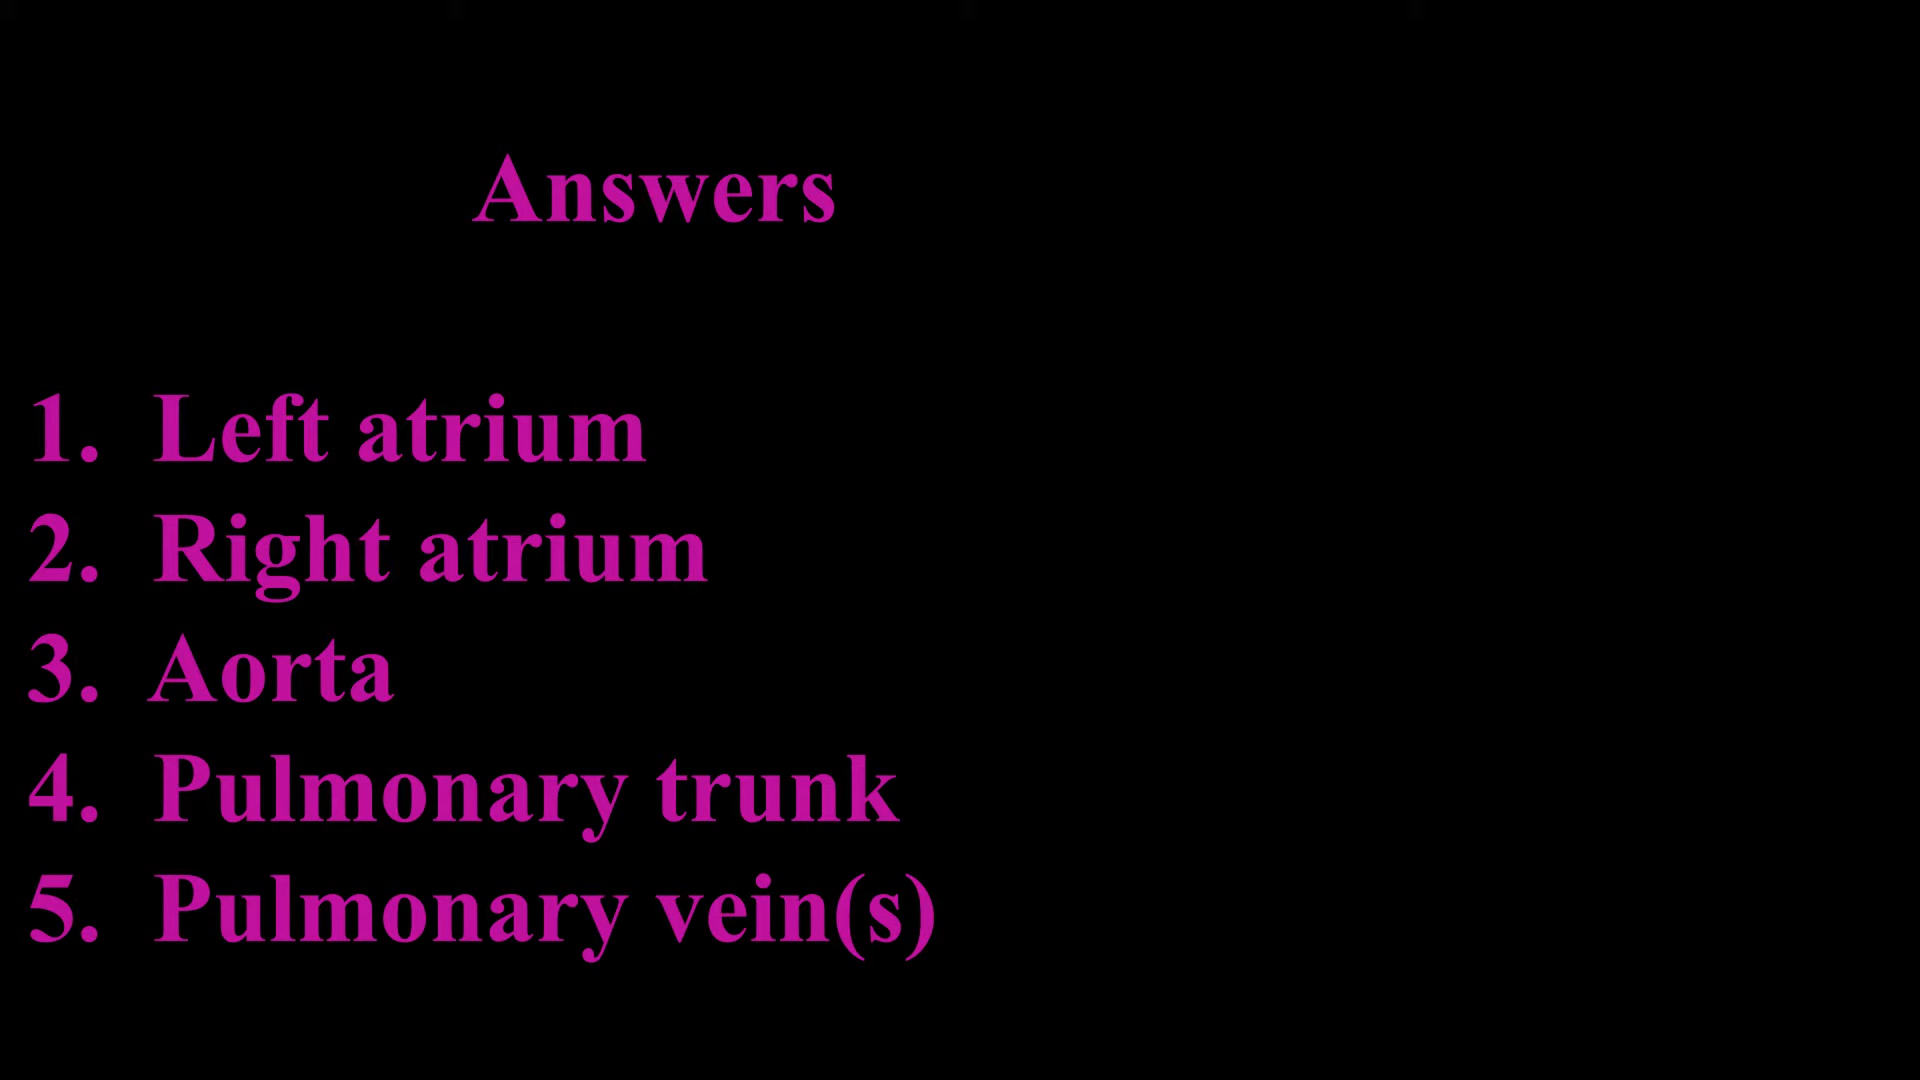 Answers
1. Left atrium
2. Right atrium
3. Aorta
4. Pulmonary trunk
5. Pulmonary vein(s)